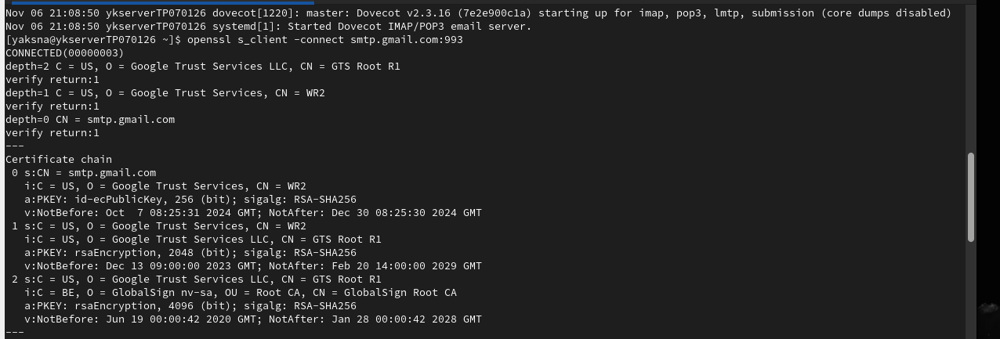 Nov 06 21:08:50 ykserverTP070126 dovecot[1220]: master: Dovecot v2.3.16 (7e2e900c1a) starting up for imap, pop3, lmtp, submission (core dumps disabled)
Nov 06 21:08:50 ykserverTP070126 systemd[1]: Started Dovecot IMAP/POP3 email server.
[yaksna@ykserverTP070126 ~]$ openssl s_client -connect smtp.gmail.com:993
CONNECTED(00000003)
depth=2 C = US, O = Google Trust Services LLC, CN = GTS Root R1
verify return:1
depth=1 C = US, O = Google Trust Services, CN = WR2
verify return:1
depth=0 CN = smtp.gmail.com
verify return:1
---
Certificate chain
 0 s:CN = smtp.gmail.com
   i:C = US, O = Google Trust Services, CN = WR2
   a:PKEY: id-ecPublicKey, 256 (bit); sigalg: RSA-SHA256
   v:NotBefore: Oct  7 08:25:31 2024 GMT; NotAfter: Dec 30 08:25:30 2024 GMT
 1 s:C = US, O = Google Trust Services, CN = WR2
   i:C = US, O = Google Trust Services LLC, CN = GTS Root R1
   a:PKEY: rsaEncryption, 2048 (bit); sigalg: RSA-SHA256
   v:NotBefore: Dec 13 09:00:00 2023 GMT; NotAfter: Feb 20 14:00:00 2029 GMT
 2 s:C = US, O = Google Trust Services LLC, CN = GTS Root R1
   i:C = BE, O = GlobalSign nv-sa, OU = Root CA, CN = GlobalSign Root CA
   a:PKEY: rsaEncryption, 4096 (bit); sigalg: RSA-SHA256
   v:NotBefore: Jun 19 00:00:42 2020 GMT; NotAfter: Jan 28 00:00:42 2028 GMT
---